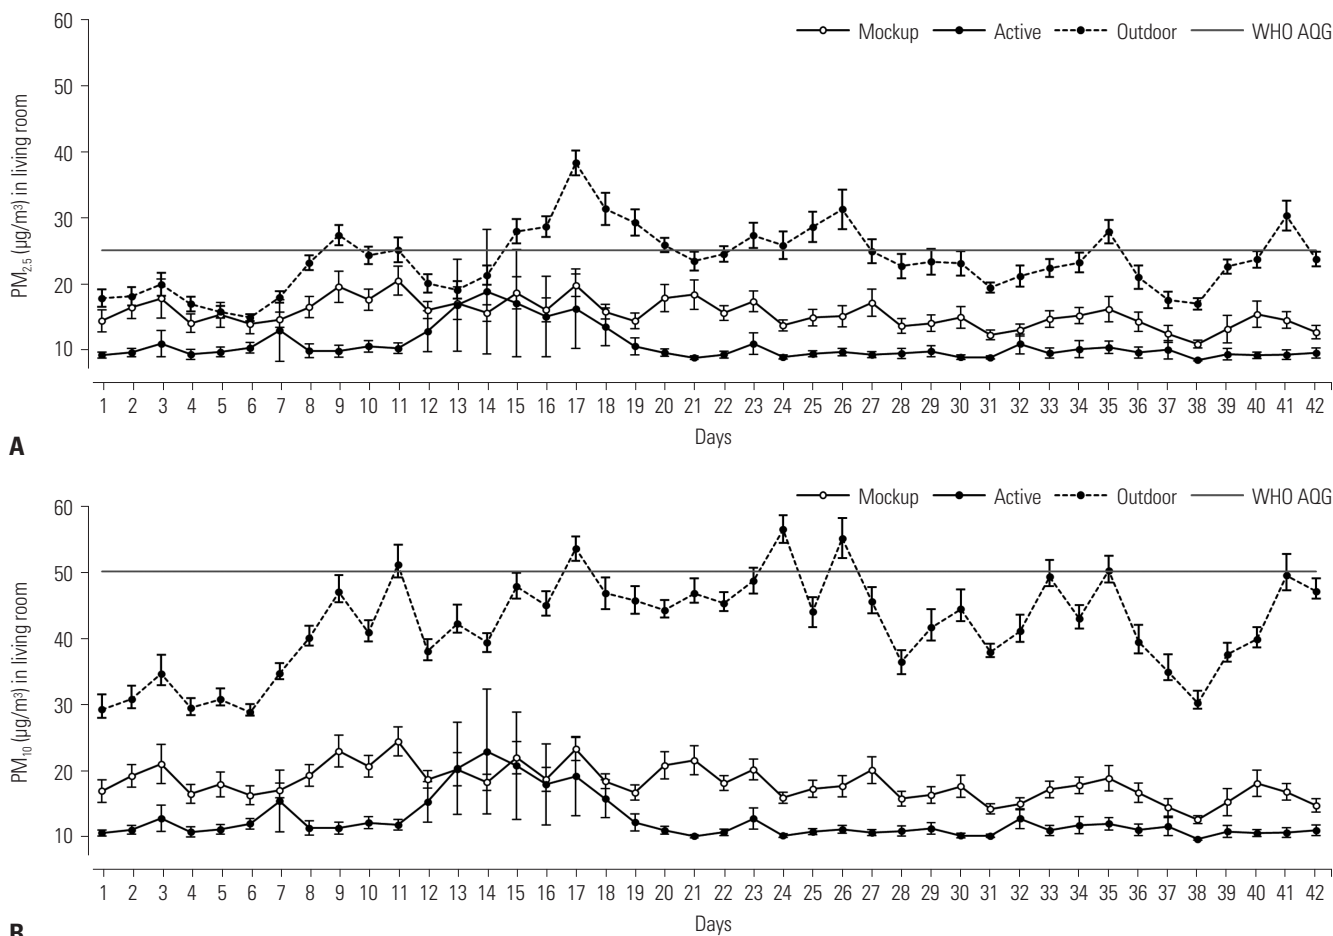 60
50
40
30
20
10
PM2.5 (µg/m³) in living room
Mockup Active Outdoor WHO AQG
1 2 3 4 5 6 7 8 9 10 11 12 13 14 15 16 17 18 19 20 21 22 23 24 25 26 27 28 29 30 31 32 33 34 35 36 37 38 39 40 41 42
Days
A
60
50
40
30
20
10
PM10 (µg/m³) in living room
Mockup Active Outdoor WHO AQG
1 2 3 4 5 6 7 8 9 10 11 12 13 14 15 16 17 18 19 20 21 22 23 24 25 26 27 28 29 30 31 32 33 34 35 36 37 38 39 40 41 42
Days
B